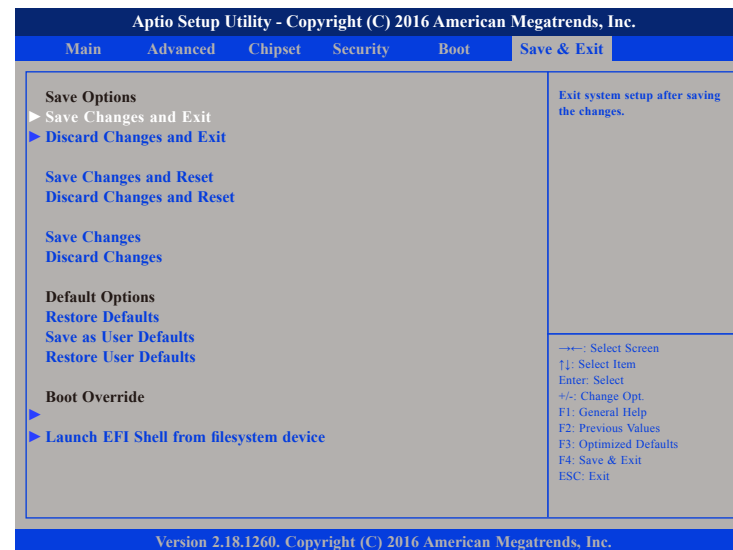 Aptio Setup Utility - Copyright (C) 2016 American Megatrends, Inc.
Main Advanced Chipset Security Boot Save & Exit
Save Options
Save Changes and Exit
Discard Changes and Exit
Save Changes and Reset
Discard Changes and Reset
Save Changes
Discard Changes
Default Options
Restore Defaults
Save as User Defaults
Restore User Defaults
Boot Override
Launch EFI Shell from filesystem device
Exit system setup after saving
the changes.
→←: Select Screen
↑↓: Select Item
Enter: Select
+/-: Change Opt.
F1: General Help
F2: Previous Values
F3: Optimized Defaults
F4: Save & Exit
ESC: Exit
Version 2.18.1260. Copyright (C) 2016 American Megatrends, Inc.